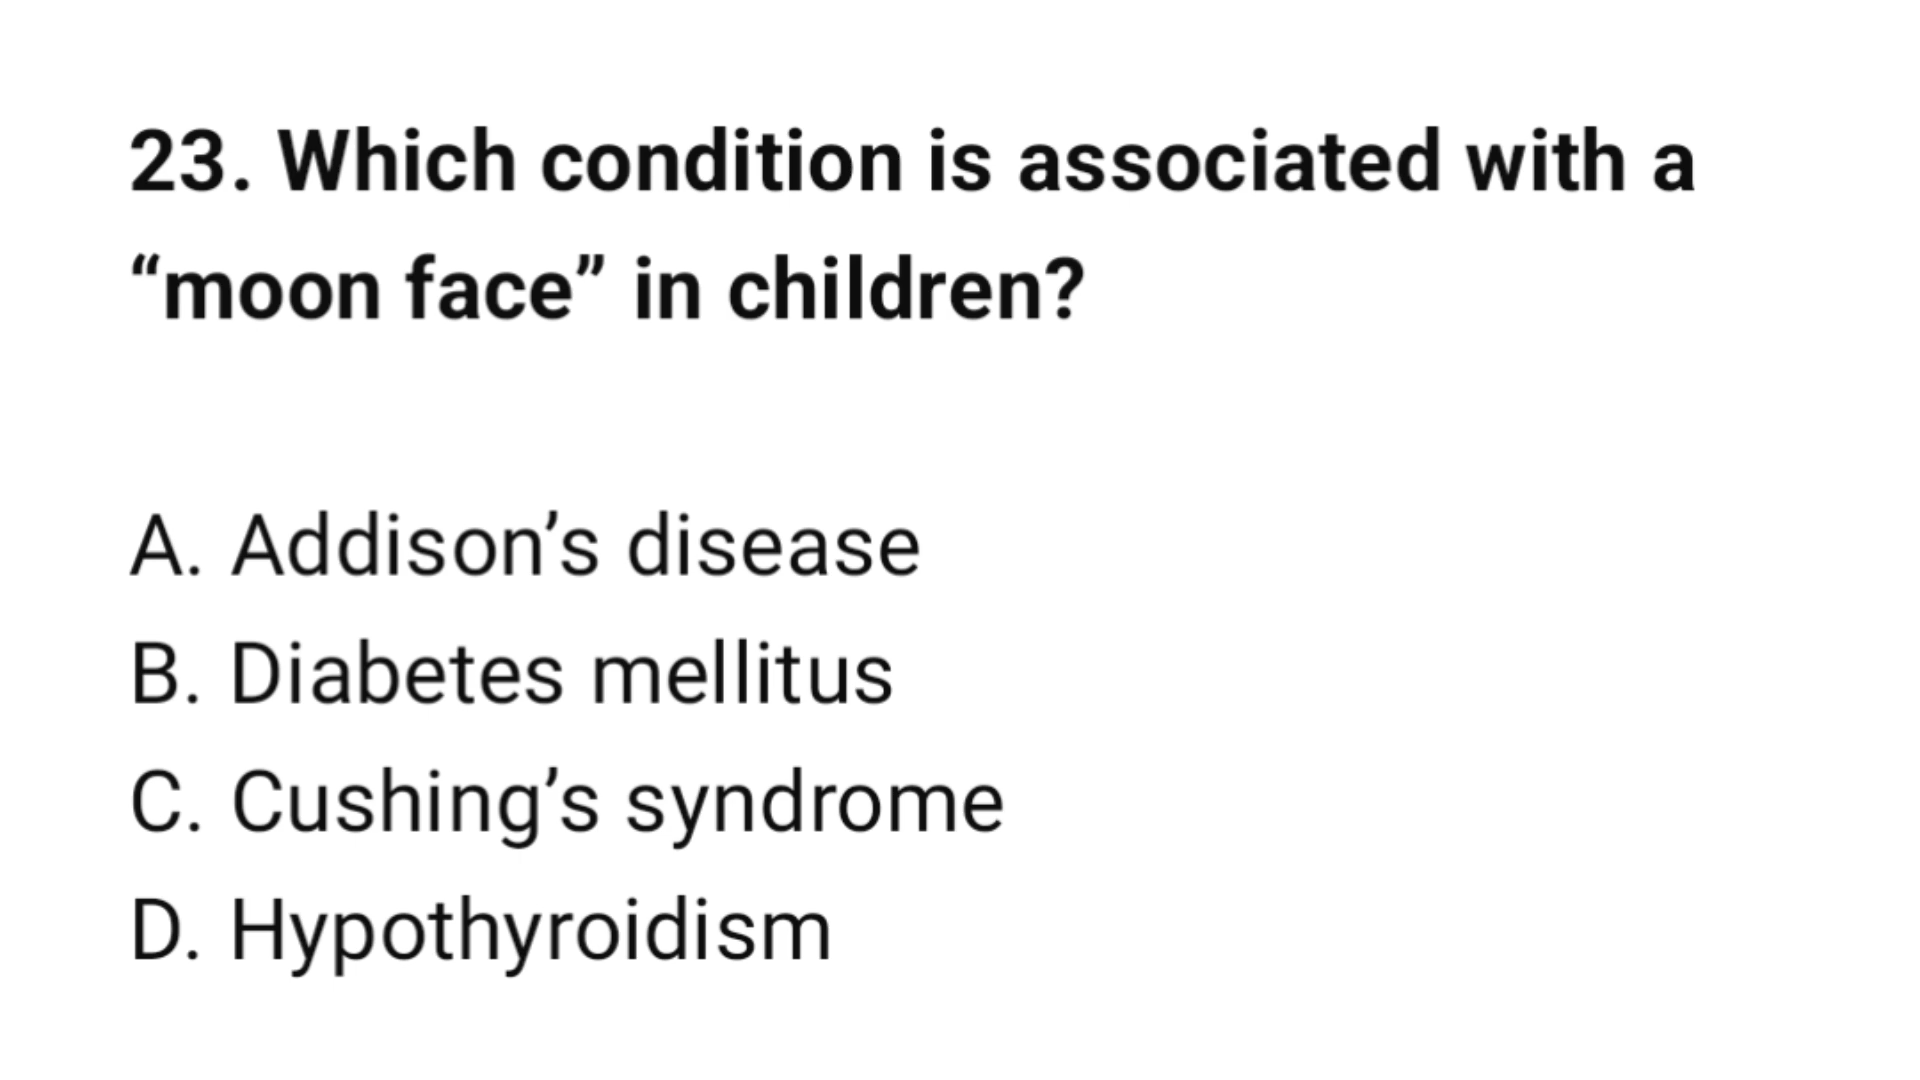 23. Which condition is associated with a
“moon face” in children?
A. Addison’s disease
B. Diabetes mellitus
C. Cushing’s syndrome
D. Hypothyroidism